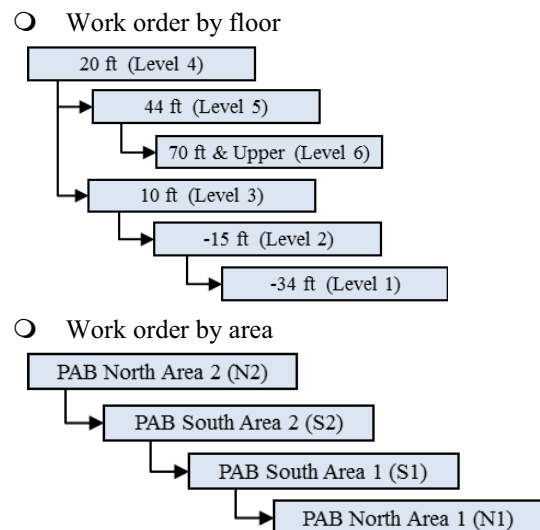 Work order by floor
20 ft (Level 4)
44 ft (Level 5)
70 ft & Upper (Level 6)
10 ft (Level 3)
-15 ft (Level 2)
-34 ft (Level 1)
Work order by area
PAB North Area 2 (N2)
PAB South Area 2 (S2)
PAB South Area 1 (S1)
PAB North Area 1 (N1)